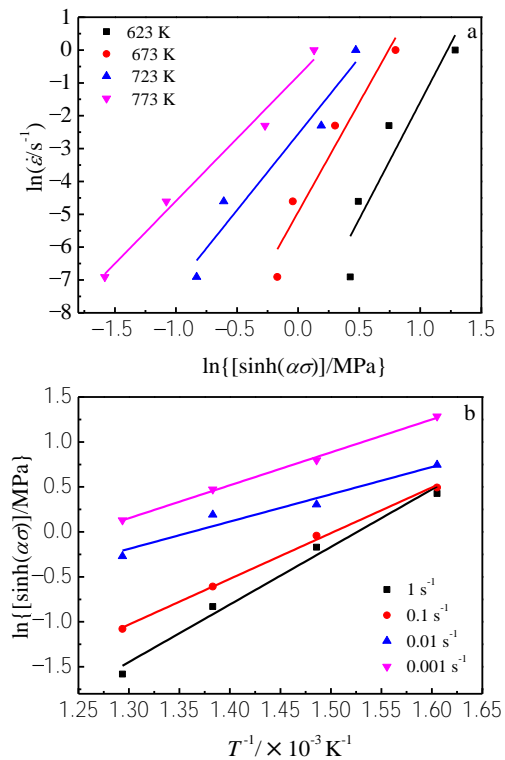 a
623 K
673 K
723 K
773 K
0
-1
-2
-3
-4
-5
-6
-7
-8
ln(ε̇/s⁻¹)
-1.5 -1.0 -0.5 0.0 0.5 1.0 1.5
ln{[sinh(ασ)]/MPa}
b
1.5
1.0
0.5
0.0
-0.5
-1.0
-1.5
ln{[sinh(ασ)]/MPa}
1 s⁻¹
0.1 s⁻¹
0.01 s⁻¹
0.001 s⁻¹
1.25 1.30 1.35 1.40 1.45 1.50 1.55 1.60 1.65
T⁻¹/ × 10⁻³ K⁻¹